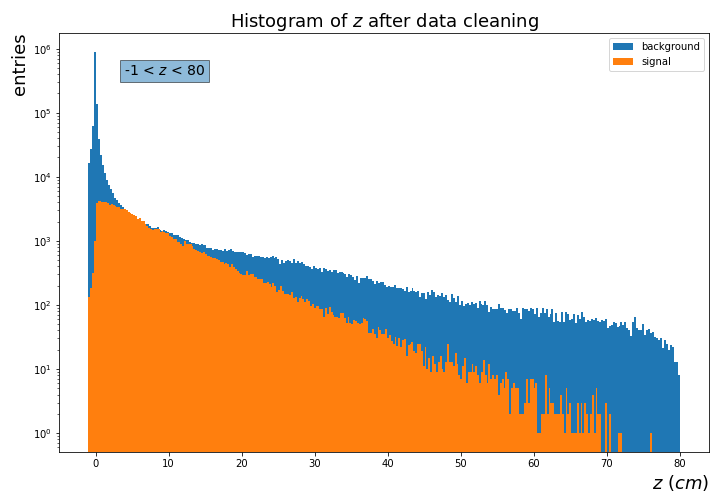 Histogram of z after data cleaning
entries
-1 < z < 80
background
signal
10⁶
10⁵
10⁴
10³
10²
10¹
10⁰
0 10 20 30 40 50 60 70 80
z (cm)